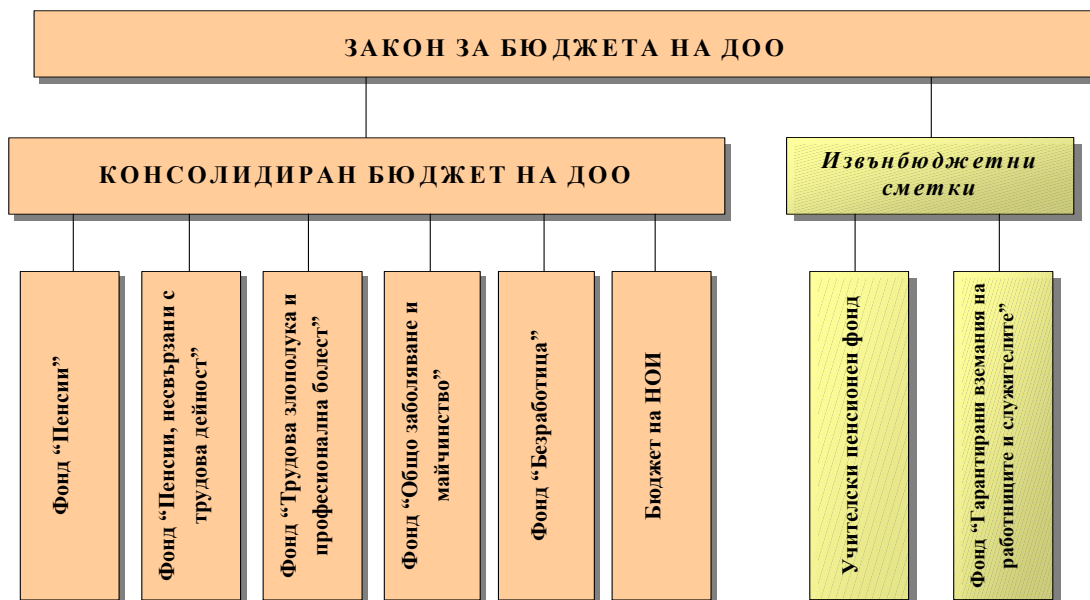 ЗАКОН ЗА БЮДЖЕТА НА ДОО
КОНСОЛИДИРАН БЮДЖЕТ НА ДОО
Извънбюджетни
сметки
Фонд “Пенсии”
Фонд “Пенсии, несвързани с
трудова дейност”
Фонд “Трудова злополука и
професионална болест”
Фонд “Общо заболяване и
майчинство”
Фонд “Безработица”
Бюджет на НОИ
Учителски пенсионен фонд
Фонд “Гарантирани вземания на
работниците и служителите”